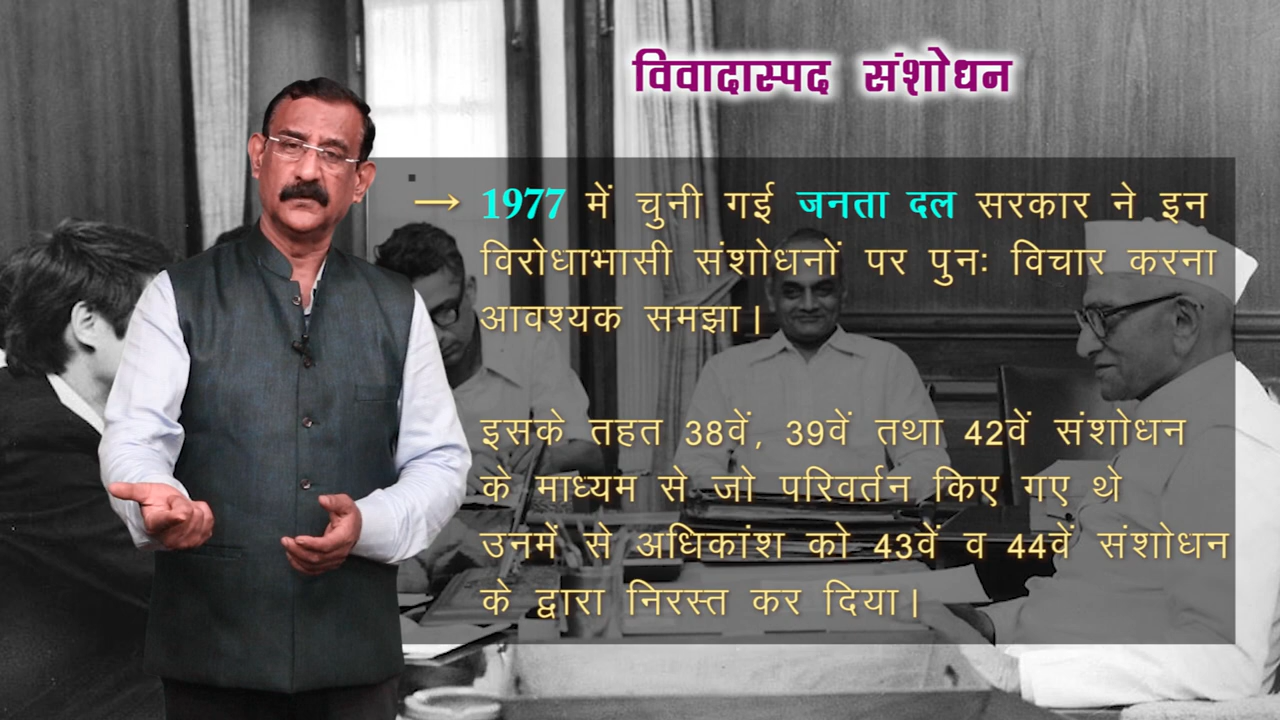 विवादास्पद संशोधन
→ 1977 में चुनी गई जनता दल सरकार ने इन
विरोधाभासी संशोधनों पर पुनः विचार करना
आवश्यक समझा।
इसके तहत 38वें, 39वें तथा 42वें संशोधन
के माध्यम से जो परिवर्तन किए गए थे
उनमें से अधिकांश को 43वें व 44वें संशोधन
के द्वारा निरस्त कर दिया।